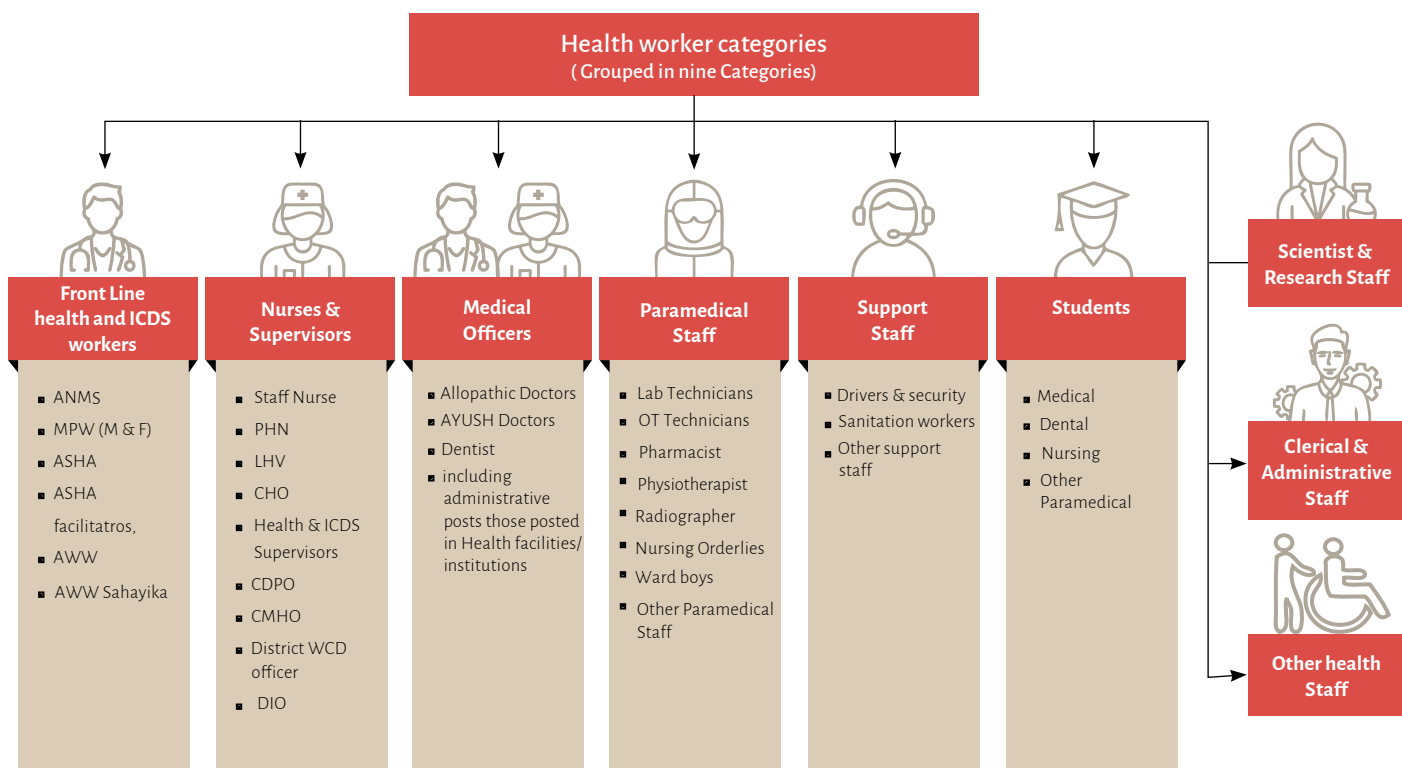 Health worker categories
( Grouped in nine Categories)
Front Line
health and ICDS
workers
ANMS
MPW (M & F)
ASHA
ASHA
facilitatros,
AWW
AWW Sahayika
Nurses &
Supervisors
Staff Nurse
PHN
LHV
CHO
Health & ICDS
Supervisors
CDPO
CMHO
District WCD
officer
DIO
Medical
Officers
Allopathic Doctors
AYUSH Doctors
Dentist
including
administrative
posts those posted
in Health facilities/
institutions
Paramedical
Staff
Lab Technicians
OT Technicians
Pharmacist
Physiotherapist
Radiographer
Nursing Orderlies
Ward boys
Other Paramedical
Staff
Support
Staff
Drivers & security
Sanitation workers
Other support
staff
Students
Medical
Dental
Nursing
Other
Paramedical
Scientist &
Research Staff
Clerical &
Administrative
Staff
Other health
Staff